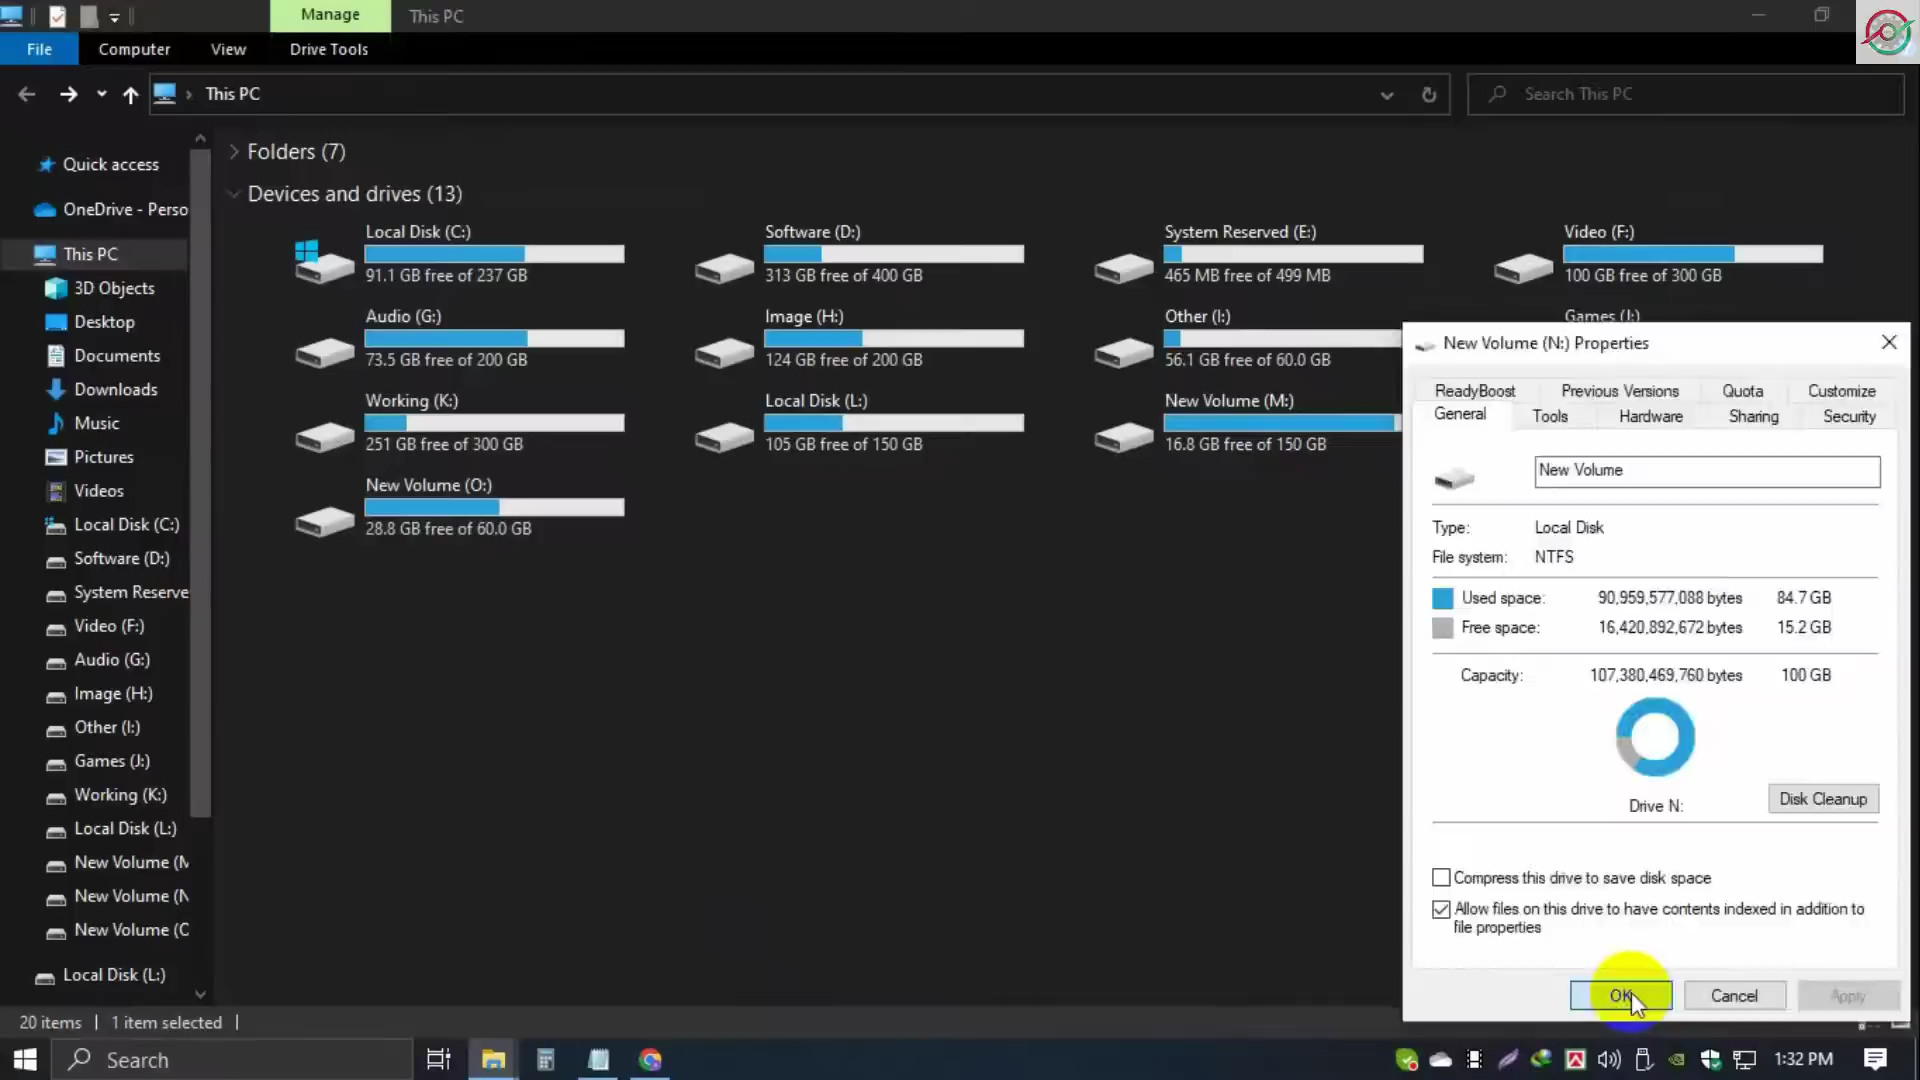 Manage
This PC
File
Computer
View
Drive Tools
This PC
Search This PC
Quick access
OneDrive - Perso
This PC
3D Objects
Desktop
Documents
Downloads
Music
Pictures
Videos
Local Disk (C:)
Software (D:)
System Reserve
Video (F:)
Audio (G:)
Image (H:)
Other (I:)
Games (J:)
Working (K:)
Local Disk (L:)
New Volume (M
New Volume (N
New Volume (O
Local Disk (L:)
Folders (7)
Devices and drives (13)
Local Disk (C:)
91.1 GB free of 237 GB
Software (D:)
313 GB free of 400 GB
System Reserved (E:)
465 MB free of 499 MB
Video (F:)
100 GB free of 300 GB
Audio (G:)
73.5 GB free of 200 GB
Image (H:)
124 GB free of 200 GB
Other (I:)
56.1 GB free of 60.0 GB
Games (J:)
Working (K:)
251 GB free of 300 GB
Local Disk (L:)
105 GB free of 150 GB
New Volume (M:)
16.8 GB free of 150 GB
New Volume (O:)
28.8 GB free of 60.0 GB
New Volume (N:) Properties
ReadyBoost
Previous Versions
Quota
Customize
General
Tools
Hardware
Sharing
Security
New Volume
Type: Local Disk
File system: NTFS
Used space: 90,959,577,088 bytes 84.7 GB
Free space: 16,420,892,672 bytes 15.2 GB
Capacity: 107,380,469,760 bytes 100 GB
Drive N:
Disk Cleanup
Compress this drive to save disk space
Allow files on this drive to have contents indexed in addition to
file properties
OK
Cancel
Apply
20 items
1 item selected
Search
1:32 PM